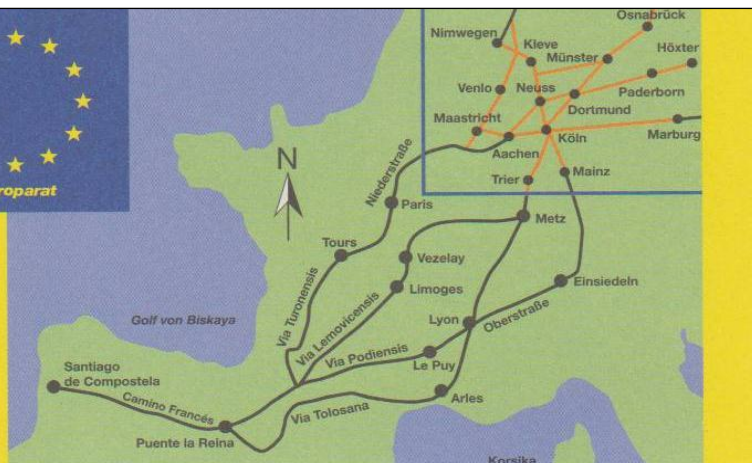 Osnabrück
Nimwegen
Kleve
Höxter
Münster
Venlo
Neuss
Paderborn
Dortmund
Maastricht
Köln
Marburg
Aachen
Mainz
Trier
roparat
N
Niederstraße
Paris
Metz
Tours
Vezelay
Einsiedeln
Limoges
Via Turonensis
Via Lemovicensis
Golf von Biskaya
Lyon
Oberstraße
Via Podiensis
Le Puy
Santiago
de Compostela
Camino Francés
Arles
Via Tolosana
Puente la Reina
Korsika